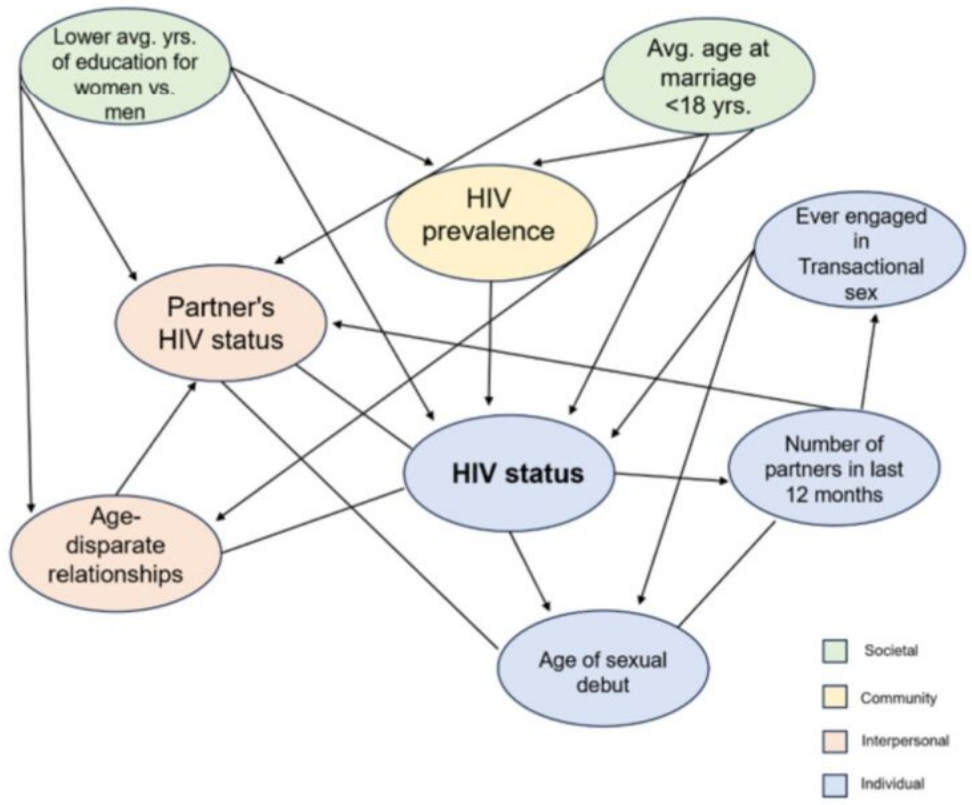 Lower avg. yrs.
of education for
women vs.
men
Avg. age at
marriage
<18 yrs.
HIV
prevalence
Ever engaged
in
Transactional
sex
Partner's
HIV status
HIV status
Number of
partners in last
12 months
Age-
disparate
relationships
Age of sexual
debut
Societal
Community
Interpersonal
Individual